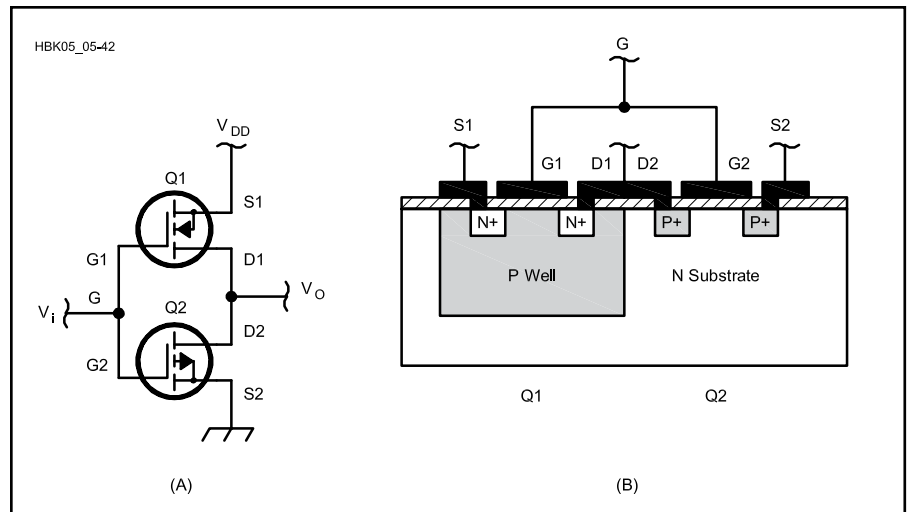 HBK05_05-42
V DD
Q1
S1
G1
D1
G
V i
V O
Q2
D2
G2
S2
(A)
G
S1
S2
G1
D1
D2
G2
N+
N+
P+
P+
P Well
N Substrate
Q1
Q2
(B)